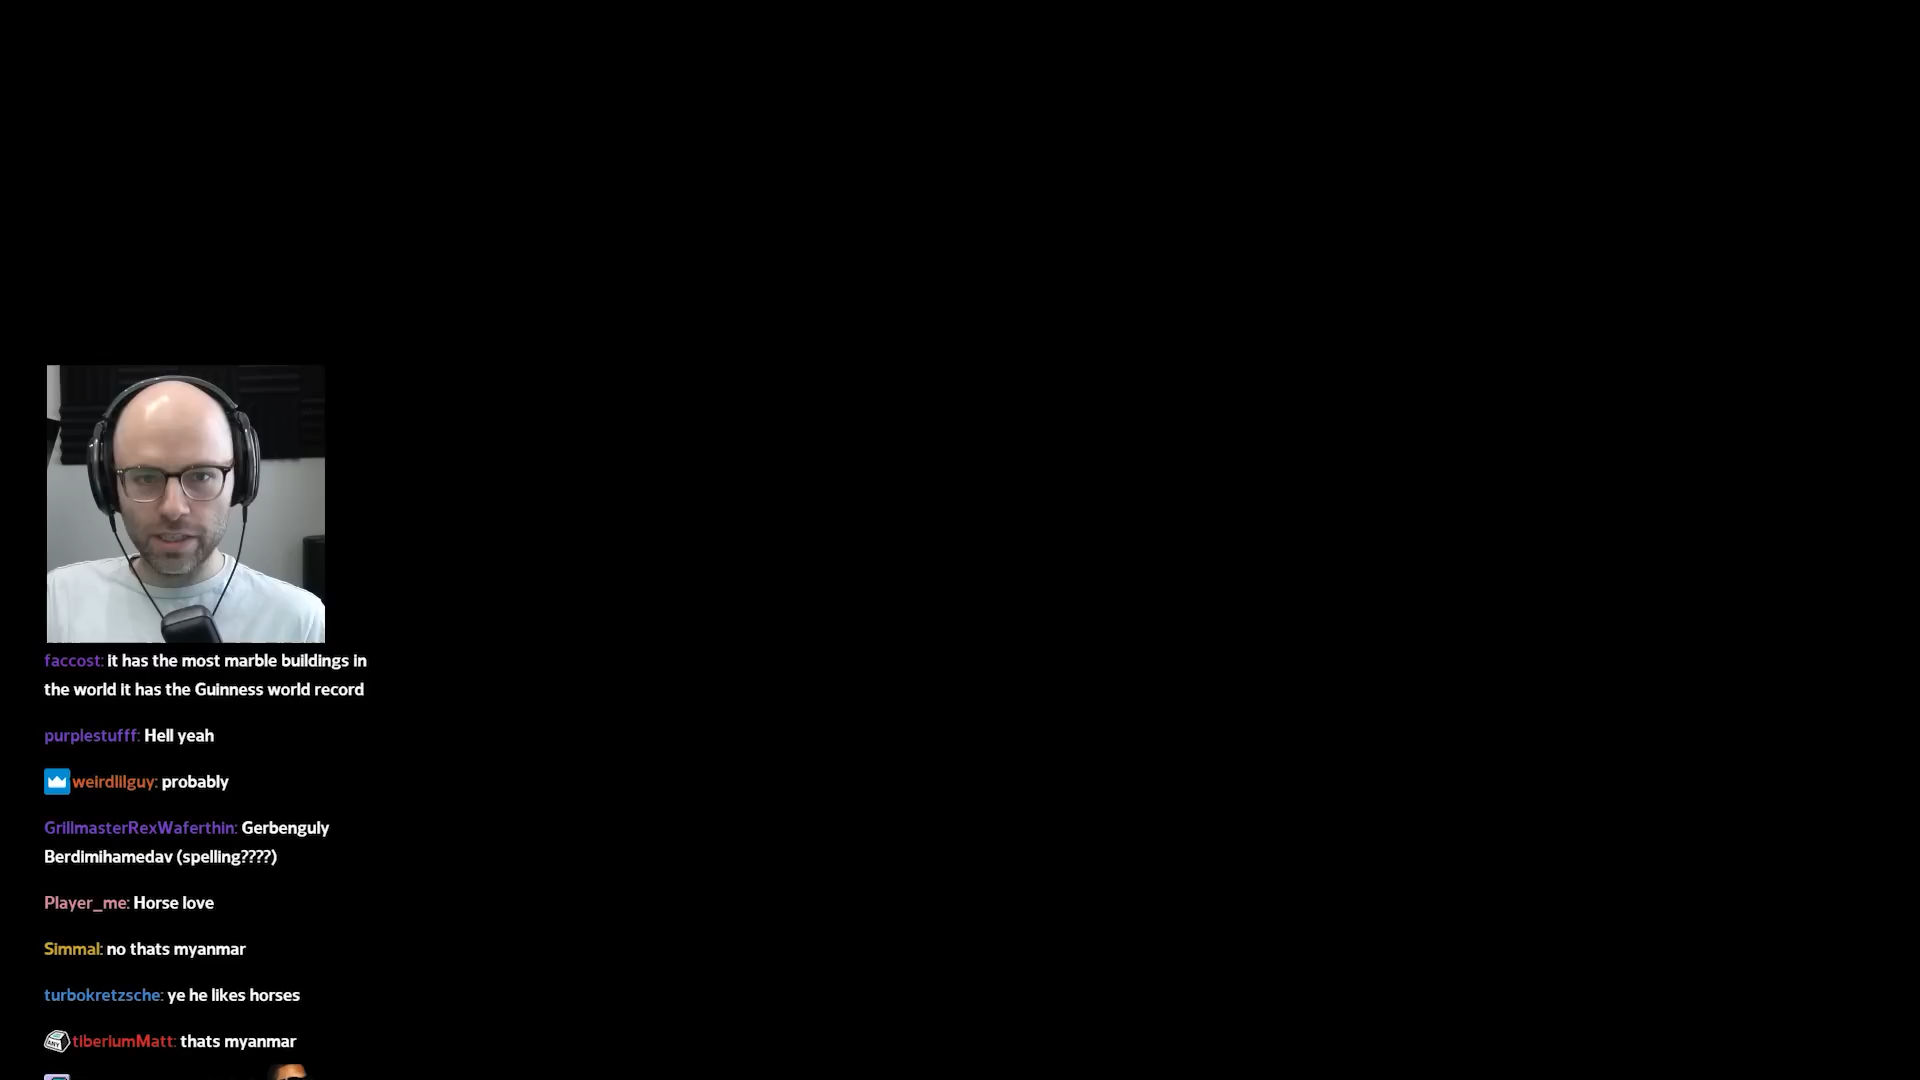 faccost: it has the most marble buildings in
the world it has the Guinness world record
purplestufff: Hell yeah
weirdlilguy: probably
GrillmasterRexWaferthin: Gerbenguly
Berdimihamedav (spelling????)
Player_me: Horse love
Simmal: no thats myanmar
turbokretzsche: ye he likes horses
ANY
tiberiumMatt: thats myanmar